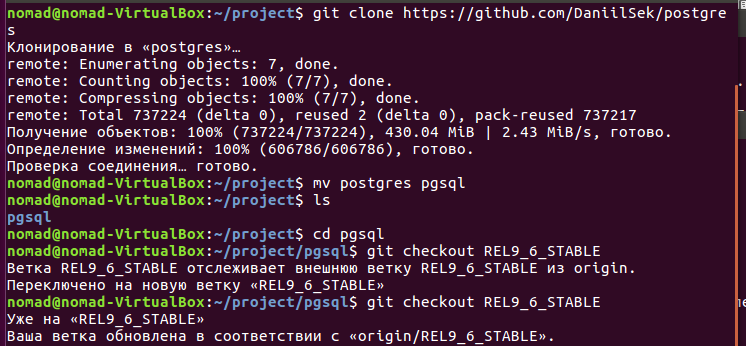 nomad@nomad-VirtualBox:~/project$ git clone https://github.com/DaniilSek/postgre
s
Клонирование в «postgres»…
remote: Enumerating objects: 7, done.
remote: Counting objects: 100% (7/7), done.
remote: Compressing objects: 100% (7/7), done.
remote: Total 737224 (delta 0), reused 2 (delta 0), pack-reused 737217
Получение объектов: 100% (737224/737224), 430.04 MiB | 2.43 MiB/s, готово.
Определение изменений: 100% (606786/606786), готово.
Проверка соединения… готово.
nomad@nomad-VirtualBox:~/project$ mv postgres pgsql
nomad@nomad-VirtualBox:~/project$ ls
pgsql
nomad@nomad-VirtualBox:~/project$ cd pgsql
nomad@nomad-VirtualBox:~/project/pgsql$ git checkout REL9_6_STABLE
Ветка REL9_6_STABLE отслеживает внешнюю ветку REL9_6_STABLE из origin.
Переключено на новую ветку «REL9_6_STABLE»
nomad@nomad-VirtualBox:~/project/pgsql$ git checkout REL9_6_STABLE
Уже на «REL9_6_STABLE»
Ваша ветка обновлена в соответствии с «origin/REL9_6_STABLE».